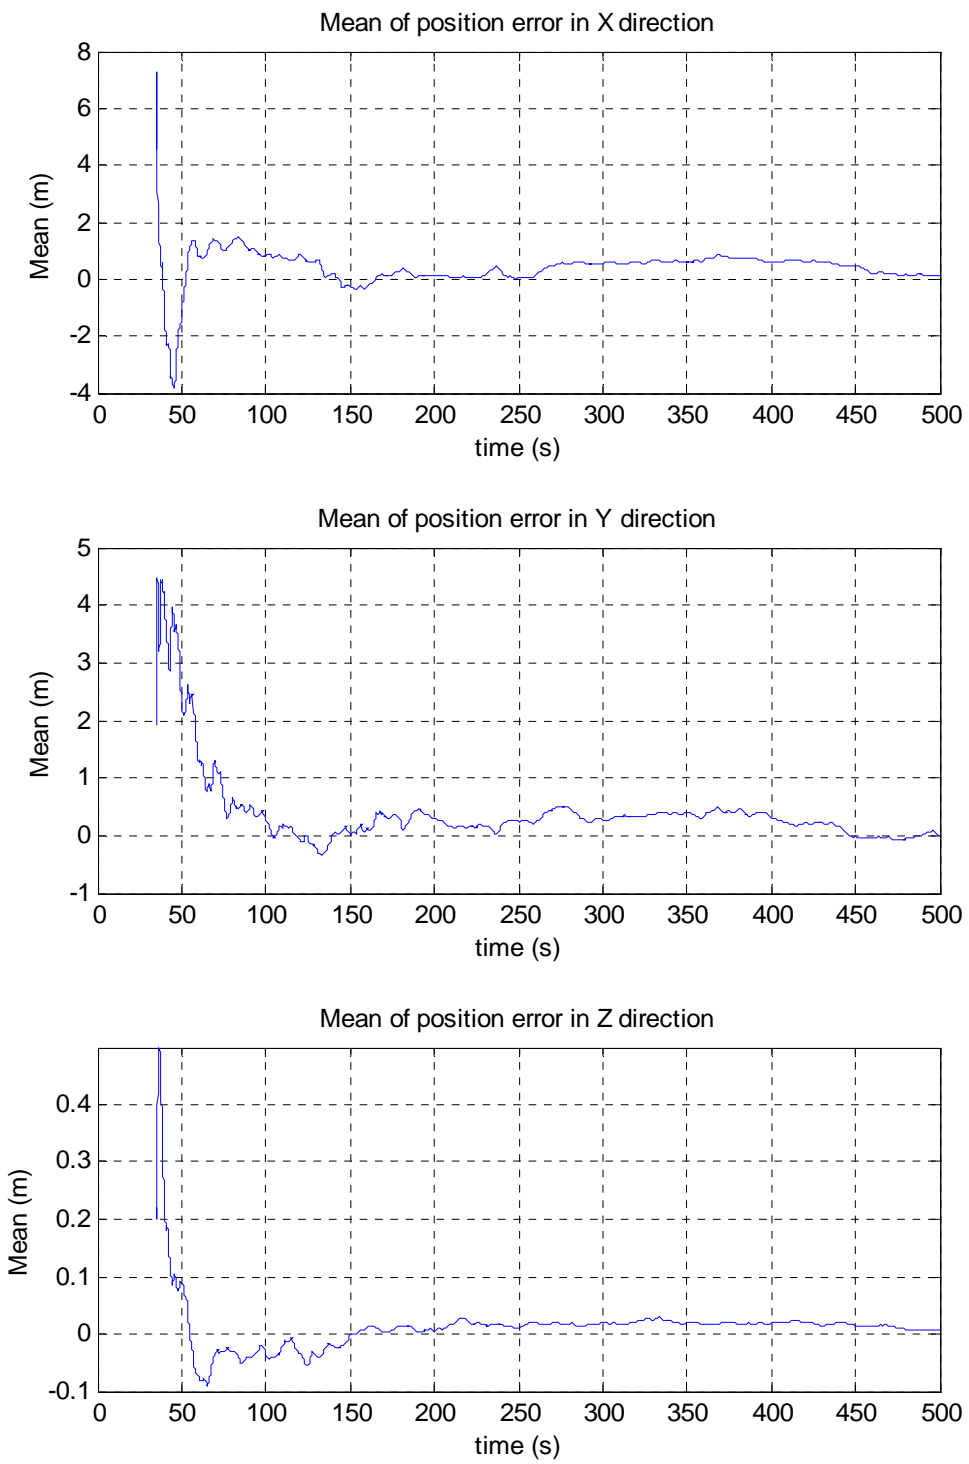 Mean of position error in X direction
8
6
4
2
0
-2
-4
Mean (m)
0 50 100 150 200 250 300 350 400 450 500
time (s)
Mean of position error in Y direction
5
4
3
2
1
0
-1
Mean (m)
0 50 100 150 200 250 300 350 400 450 500
time (s)
Mean of position error in Z direction
0.4
0.3
0.2
0.1
0
-0.1
Mean (m)
0 50 100 150 200 250 300 350 400 450 500
time (s)